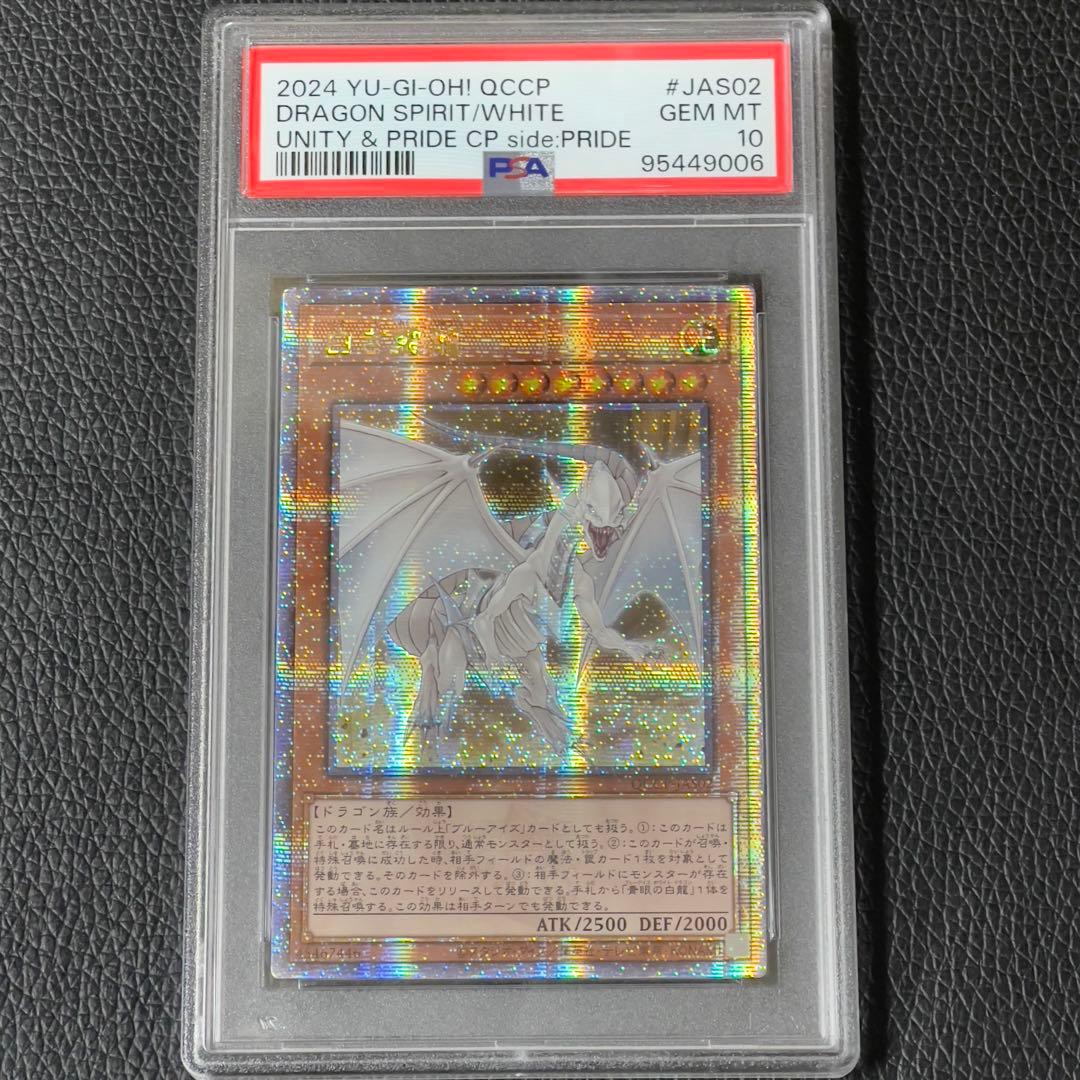 2024 YU-GI-OH! QCCP #JAS02
DRAGON SPIRIT/WHITE GEM MT
UNITY & PRIDE CP side:PRIDE 10
PSA 95449006
【ドラゴン族/効果】
このカード名はルール上「ブルーアイズ」カードとしても扱う。①:このカードは
手札・墓地に存在する限り、通常モンスターとして扱う。②:このカードが召喚・
特殊召喚に成功した時、相手フィールドの魔法・罠カード1枚を対象として
発動できる。そのカードを除外する。③:相手フィールドにモンスターが存在
する場合、このカードをリリースして発動できる。手札から「青眼の白龍」1体を
特殊召喚する。この効果は相手ターンでも発動できる。
ATK/2500 DEF/2000